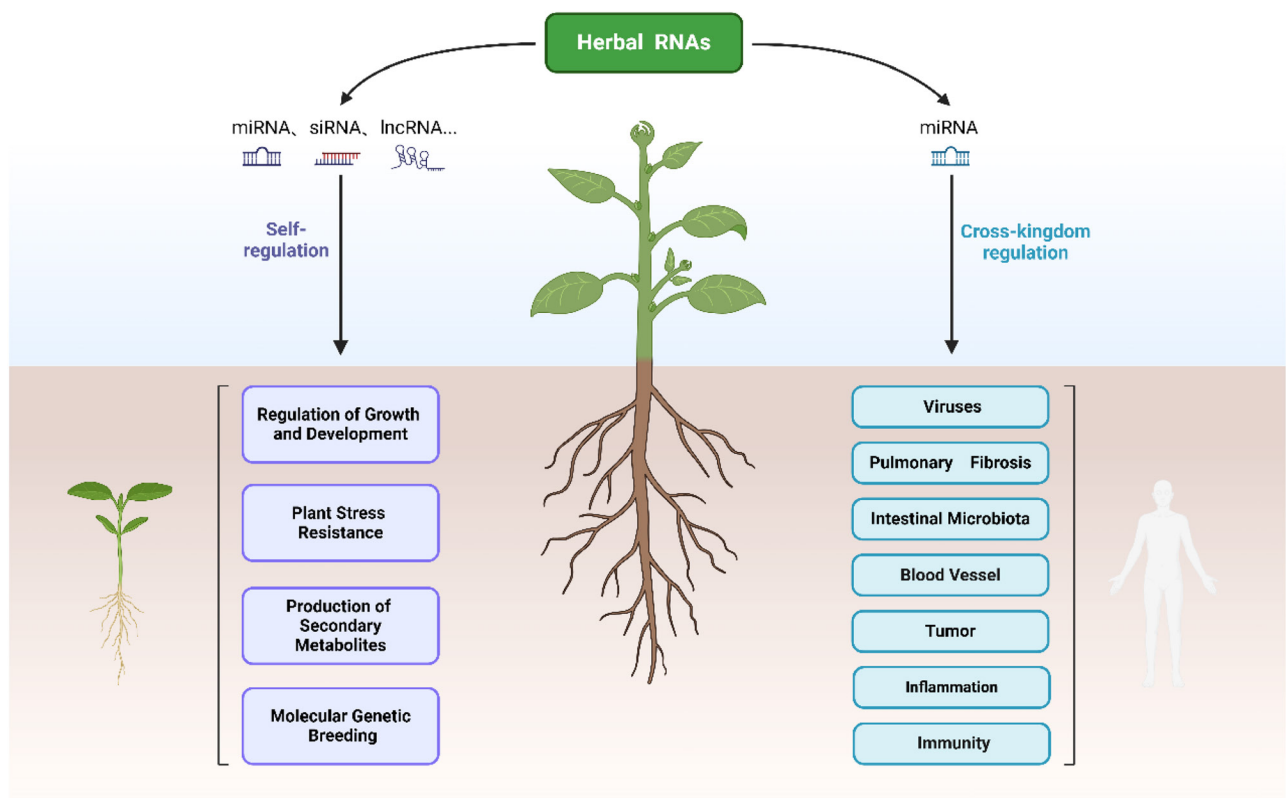 Herbal RNAs
miRNA、siRNA、lncRNA...
Self-
regulation
Regulation of Growth
and Development
Plant Stress
Resistance
Production of
Secondary
Metabolites
Molecular Genetic
Breeding
miRNA
Cross-kingdom
regulation
Viruses
Pulmonary Fibrosis
Intestinal Microbiota
Blood Vessel
Tumor
Inflammation
Immunity